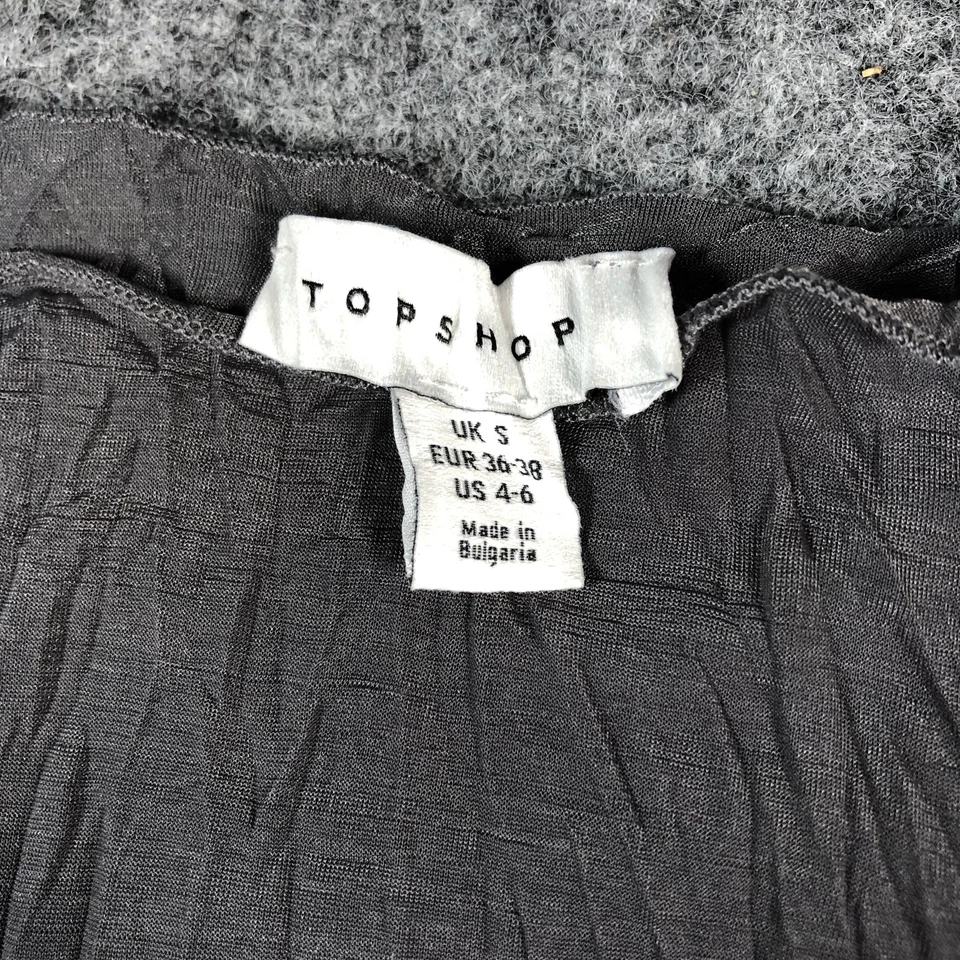 TOPSHOP
UK S
EUR 36-38
US 4-6
Made in
Bulgaria